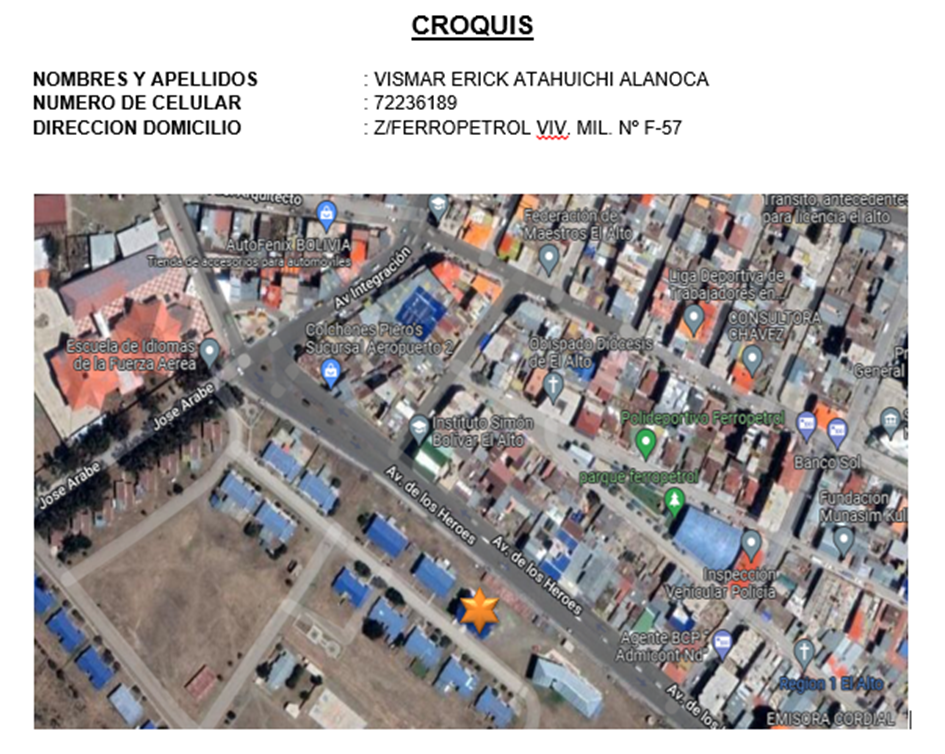 CROQUIS
NOMBRES Y APELLIDOS : VISMAR ERICK ATAHUICHI ALANOCA
NUMERO DE CELULAR : 72236189
DIRECCION DOMICILIO : Z/FERROPETROL VIV. MIL. Nº F-57
Arquitecto
AutoFenix BOLIVIA
Tienda de accesorios para automóviles
Federación de
Maestros El Alto
Transito, antecedentes
para licencia el alto
Av Integración
Liga Deportiva de
Trabajadores en...
CONSULTORA
CHAVEZ
Escuela de Idiomas
de la Fuerza Aerea
Colchones Piero's
Sucursal Aeropuerto 2
Obispado Diócesis
de El Alto
General
Jose Arabe
Jose Arabe
Instituto Simón
Bolívar El Alto
Polideportivo Ferropetrol
Banco Sol
parque ferropetrol
Av. de los Heroes
Av. de los Heroes
Fundación
Munasim Kul
Inspección
Vehicular Policía
Agente BCP
Admicont Nd
Region 1 El Alto
Av. de los
EMISORA CORDIAL